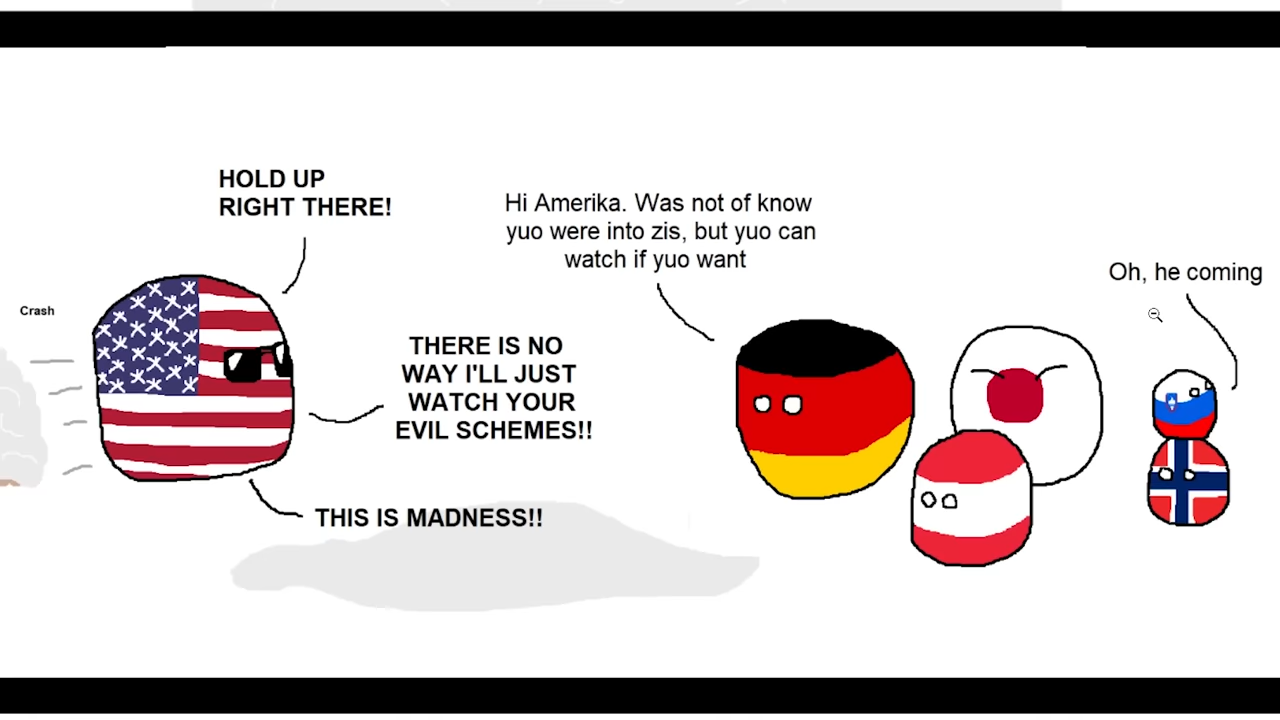 HOLD UP
RIGHT THERE!
Hi Amerika. Was not of know
yuo were into zis, but yuo can
watch if yuo want
Oh, he coming
Crash
THERE IS NO
WAY I'LL JUST
WATCH YOUR
EVIL SCHEMES!!
THIS IS MADNESS!!